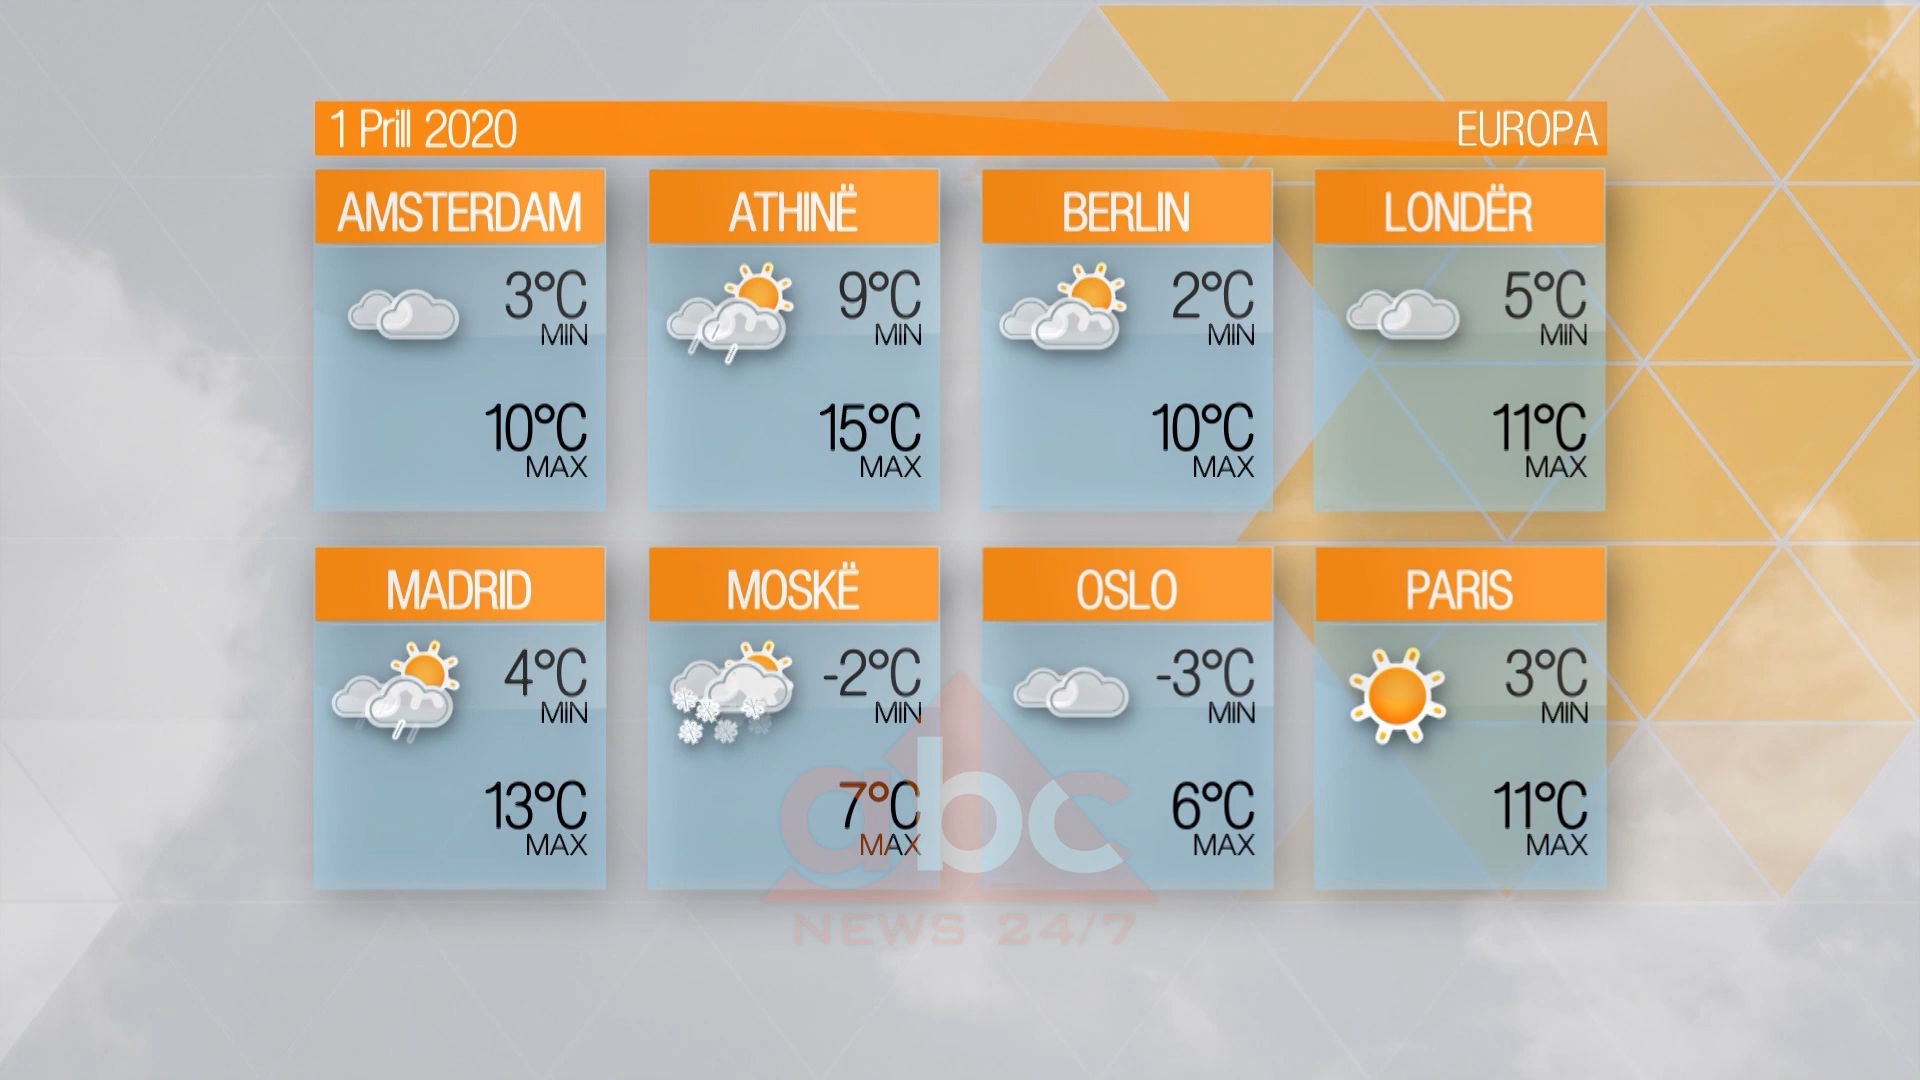 1 Prill 2020
EUROPA
AMSTERDAM
3°C
MIN
10°C
MAX
ATHINË
9°C
MIN
15°C
MAX
BERLIN
2°C
MIN
10°C
MAX
LONDËR
5°C
MIN
11°C
MAX
MADRID
4°C
MIN
13°C
MAX
MOSKË
-2°C
MIN
7°C
MAX
OSLO
-3°C
MIN
6°C
MAX
PARIS
3°C
MIN
11°C
MAX
abc
NEWS 24/7